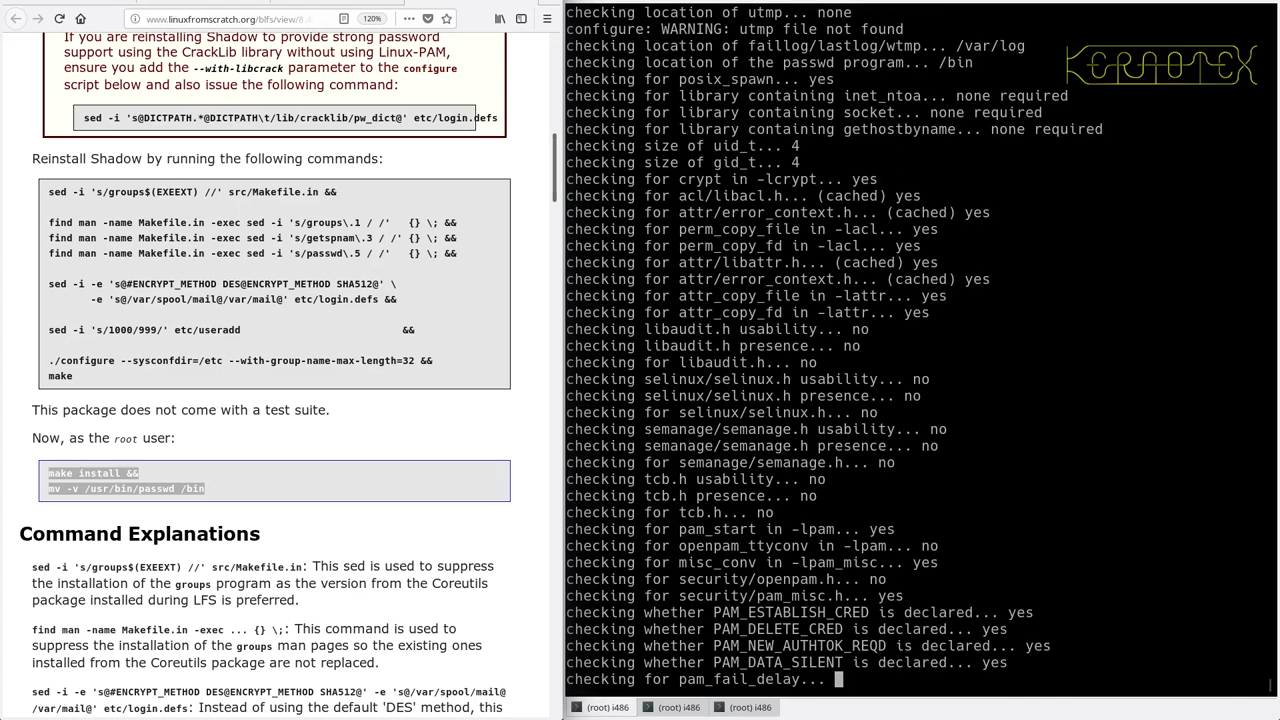 www.linuxfromscratch.org/blfs/view/8.
120%
If you are reinstalling Shadow to provide strong password
support using the CrackLib library without using Linux-PAM,
ensure you add the --with-libcrack parameter to the configure
script below and also issue the following command:
sed -i 's@DICTPATH.*@DICTPATH\t/lib/cracklib/pw_dict@' etc/login.defs
Reinstall Shadow by running the following commands:
sed -i 's/groups$(EXEEXT) //' src/Makefile.in &&
find man -name Makefile.in -exec sed -i 's/groups\.1 / /'   {} \; &&
find man -name Makefile.in -exec sed -i 's/getspnam\.3 / /' {} \; &&
find man -name Makefile.in -exec sed -i 's/passwd\.5 / /'   {} \; &&
sed -i -e 's@#ENCRYPT_METHOD DES@ENCRYPT_METHOD SHA512@' \
-e 's@/var/spool/mail@/var/mail@' etc/login.defs &&
sed -i 's/1000/999/' etc/useradd                           &&
./configure --sysconfdir=/etc --with-group-name-max-length=32 &&
make
This package does not come with a test suite.
Now, as the root user:
make install &&
mv -v /usr/bin/passwd /bin
Command Explanations
sed -i 's/groups$(EXEEXT) //' src/Makefile.in: This sed is used to suppress
the installation of the groups program as the version from the Coreutils
package installed during LFS is preferred.
find man -name Makefile.in -exec ... {} \;: This command is used to
suppress the installation of the groups man pages so the existing ones
installed from the Coreutils package are not replaced.
sed -i -e 's@#ENCRYPT_METHOD DES@ENCRYPT_METHOD SHA512@' -e 's@/var/spool/mail@
/var/mail@' etc/login.defs: Instead of using the default 'DES' method, this
checking location of utmp... none
configure: WARNING: utmp file not found
checking location of faillog/lastlog/wtmp... /var/log
checking location of the passwd program... /bin
checking for posix_spawn... yes
checking for library containing inet_ntoa... none required
checking for library containing socket... none required
checking for library containing gethostbyname... none required
checking size of uid_t... 4
checking size of gid_t... 4
checking for crypt in -lcrypt... yes
checking for acl/libacl.h... (cached) yes
checking for attr/error_context.h... (cached) yes
checking for perm_copy_file in -lacl... yes
checking for perm_copy_fd in -lacl... yes
checking for attr/libattr.h... (cached) yes
checking for attr/error_context.h... (cached) yes
checking for attr_copy_file in -lattr... yes
checking for attr_copy_fd in -lattr... yes
checking libaudit.h usability... no
checking libaudit.h presence... no
checking for libaudit.h... no
checking selinux/selinux.h usability... no
checking selinux/selinux.h presence... no
checking for selinux/selinux.h... no
checking semanage/semanage.h usability... no
checking semanage/semanage.h presence... no
checking for semanage/semanage.h... no
checking tcb.h usability... no
checking tcb.h presence... no
checking for tcb.h... no
checking for pam_start in -lpam... yes
checking for openpam_ttyconv in -lpam... no
checking for misc_conv in -lpam_misc... yes
checking for security/openpam.h... no
checking for security/pam_misc.h... yes
checking whether PAM_ESTABLISH_CRED is declared... yes
checking whether PAM_DELETE_CRED is declared... yes
checking whether PAM_NEW_AUTHTOK_REQD is declared... yes
checking whether PAM_DATA_SILENT is declared... yes
checking for pam_fail_delay...
KERAOTEX
(root) i486
(root) i486
(root) i486